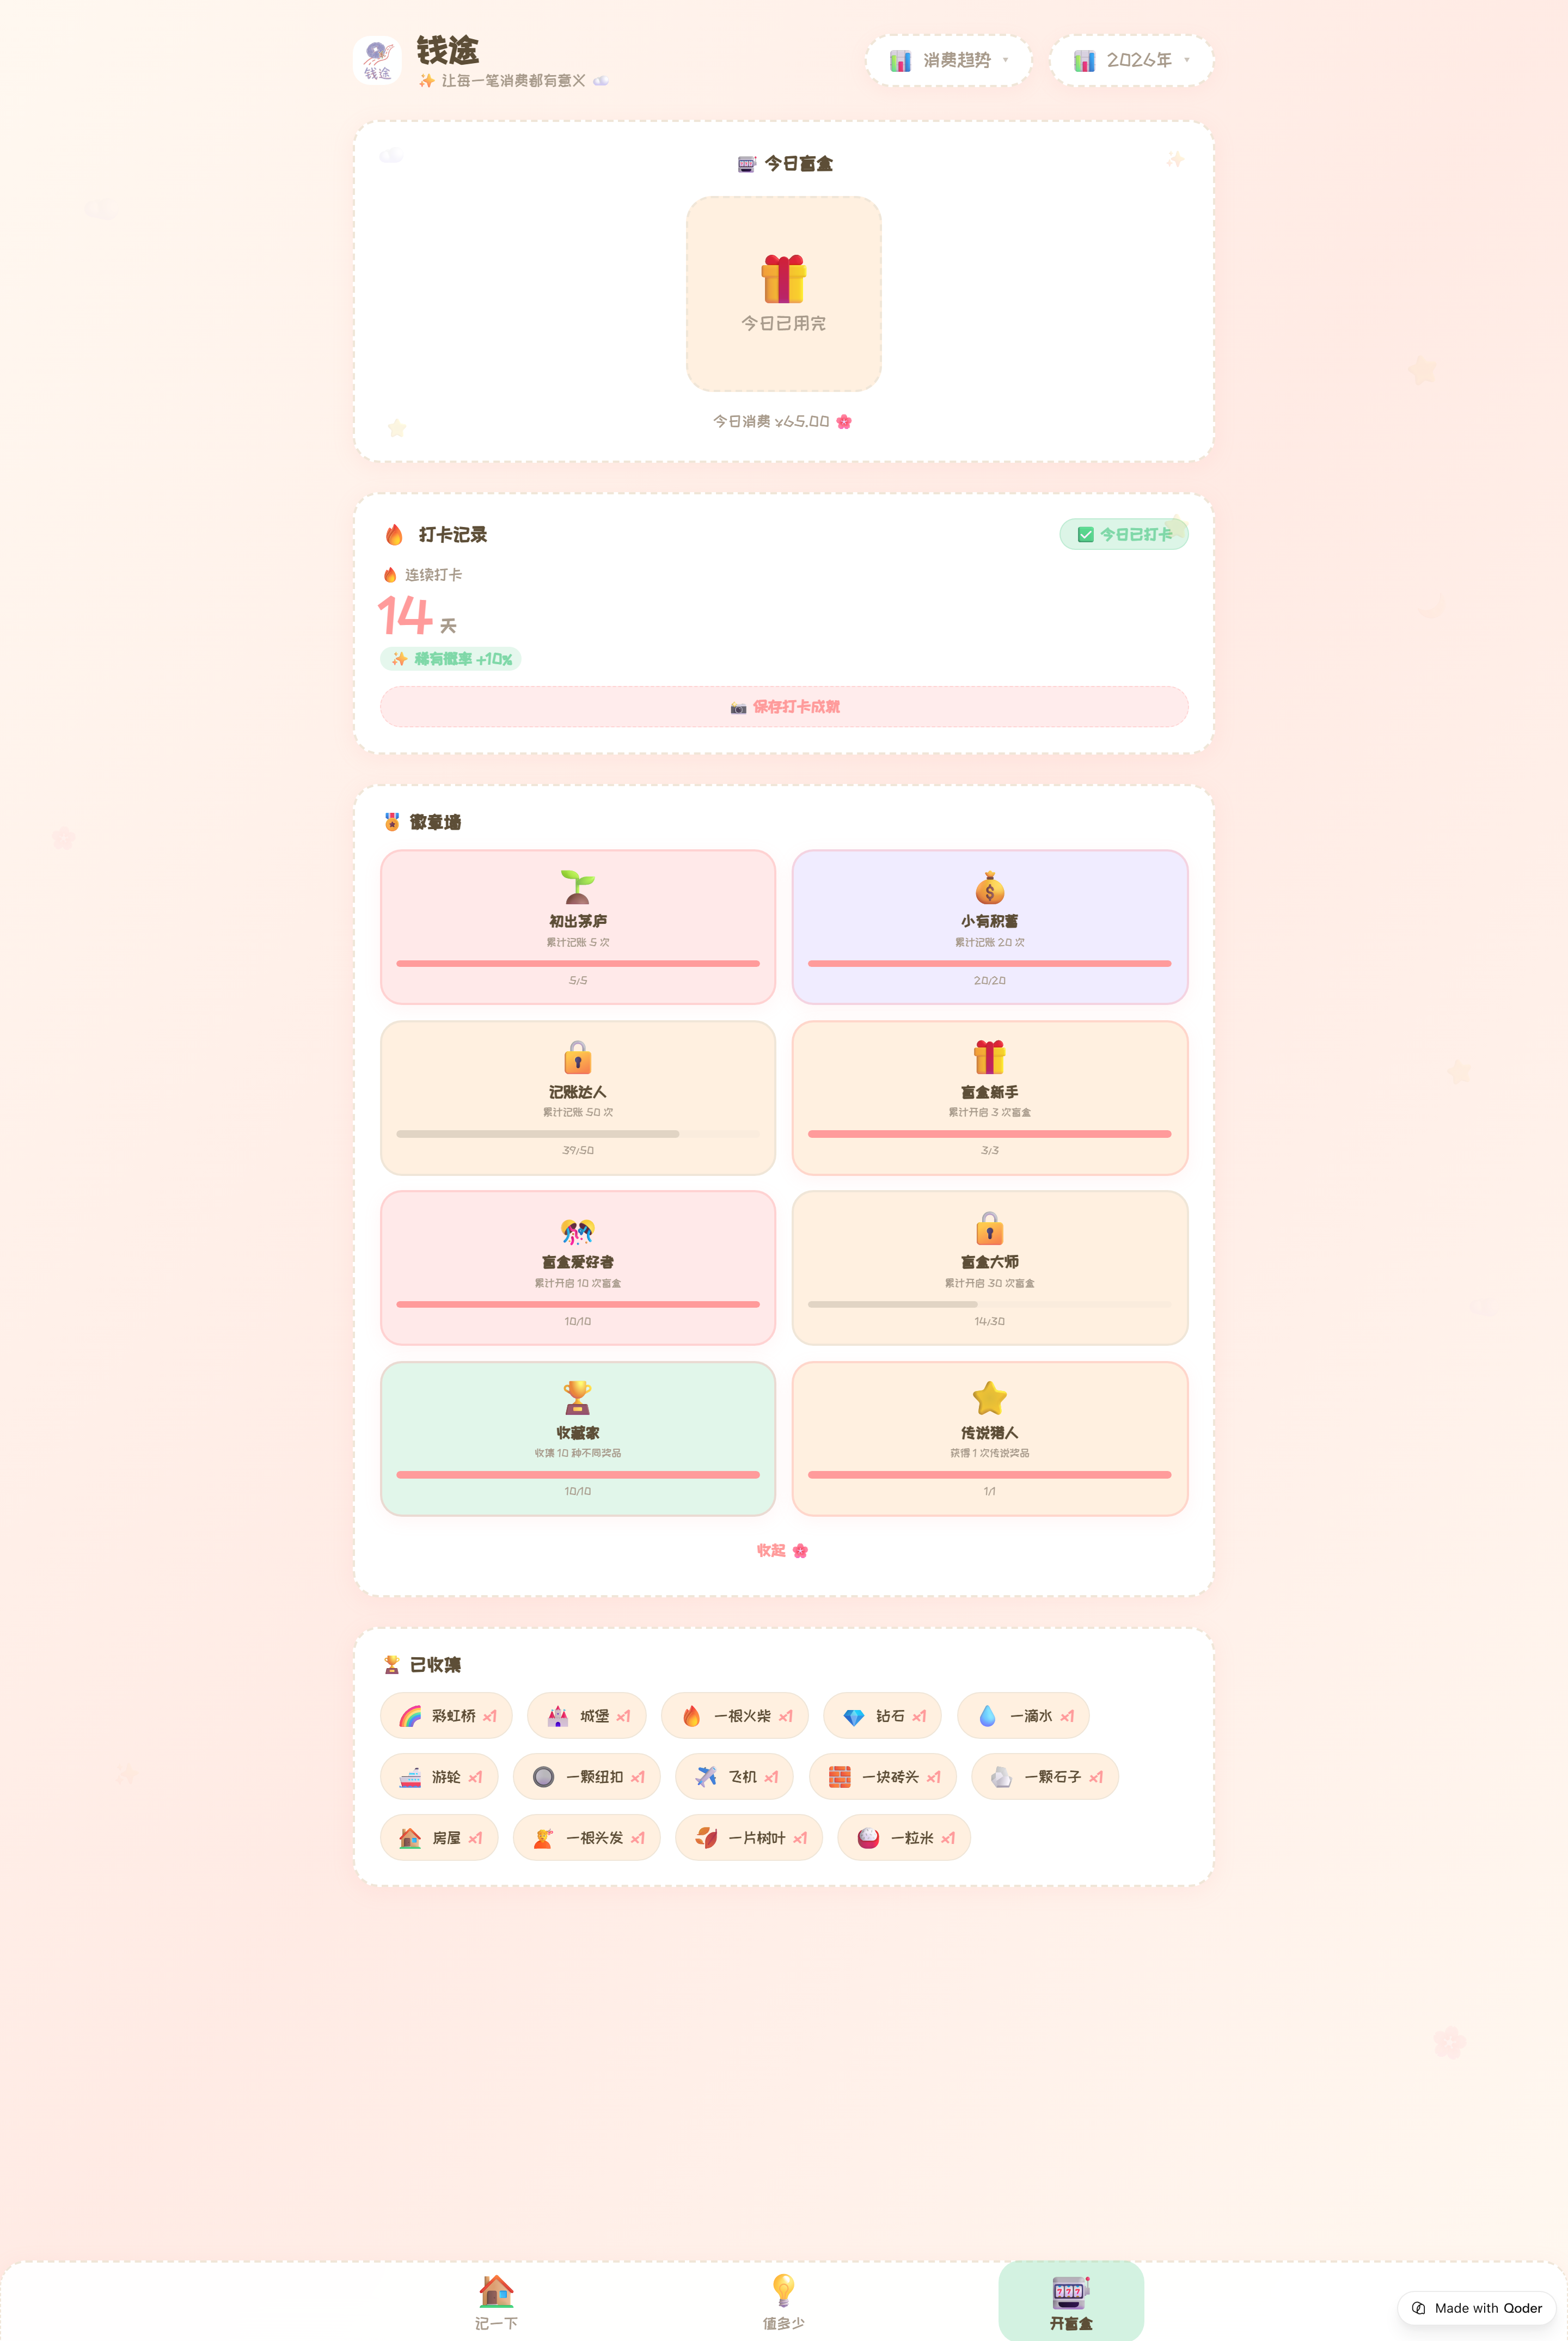 钱途
钱途
✨ 让每一笔消费都有意义
消费趋势
2026年
今日盲盒
今日已用完
今日消费 ¥65.00
打卡记录
今日已打卡
连续打卡
14 天
稀有概率 +10%
保存打卡成就
徽章墙
初出茅庐
累计记账 5 次
5/5
小有积蓄
累计记账 20 次
20/20
记账达人
累计记账 50 次
39/50
盲盒新手
累计开启 3 次盲盒
3/3
盲盒爱好者
累计开启 10 次盲盒
10/10
盲盒大师
累计开启 30 次盲盒
14/30
收藏家
收集 10 种不同奖品
10/10
传说猎人
获得 1 次传说奖品
1/1
收起
已收集
彩虹桥 x1
城堡 x1
一根火柴 x1
钻石 x1
一滴水 x1
游轮 x1
一颗纽扣 x1
飞机 x1
一块砖头 x1
一颗石子 x1
房屋 x1
一根头发 x1
一片树叶 x1
一粒米 x1
记一下
值多少
开盲盒
Made with Qoder